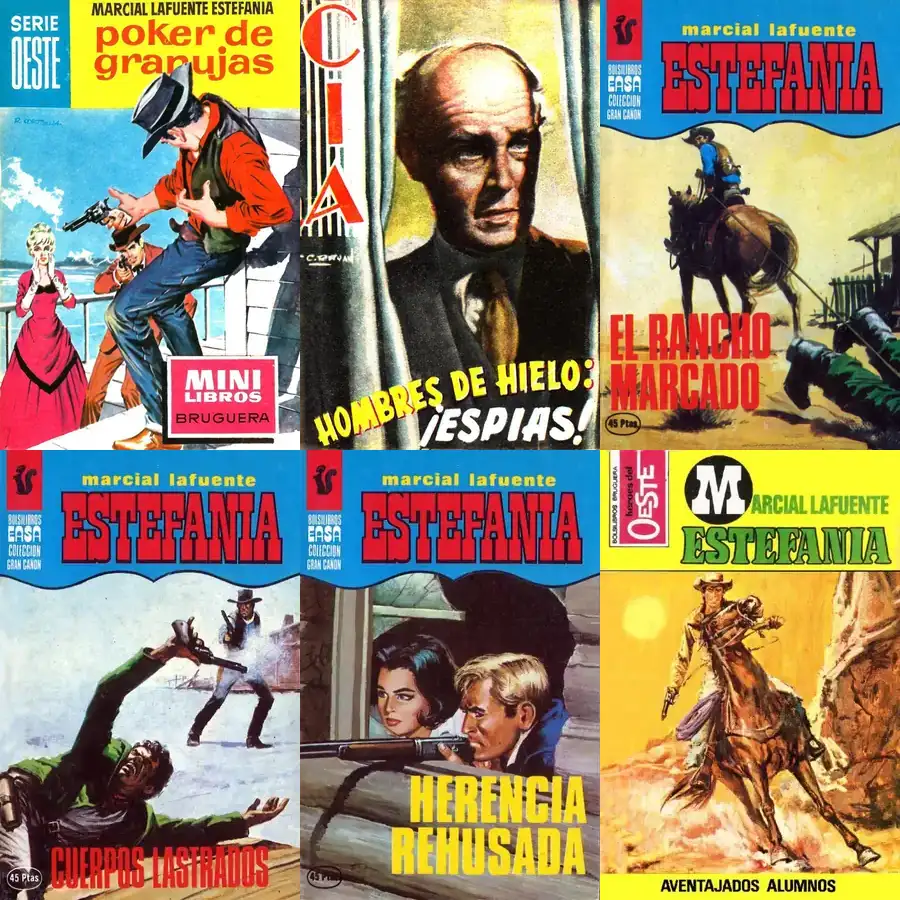 SERIE
OESTE
MARCIAL LAFUENTE ESTEFANIA
poker de
granujas
MINI
LIBROS
BRUGUERA
CIA
HOMBRES DE HIELO:
¡ESPIAS!
marcial lafuente
ESTEFANIA
BOLSILIBROS
EASA
COLECCION
GRAN CAÑON
EL RANCHO
MARCADO
45 Ptas.
marcial lafuente
ESTEFANIA
BOLSILIBROS
EASA
COLECCION
GRAN CAÑON
CUERPOS LASTRADOS
45 Ptas
marcial lafuente
ESTEFANIA
BOLSILIBROS
EASA
COLECCION
GRAN CAÑON
HERENCIA
REHUSADA
héroes del
OESTE
MARCIAL LAFUENTE
ESTEFANIA
AVENTAJADOS ALUMNOS